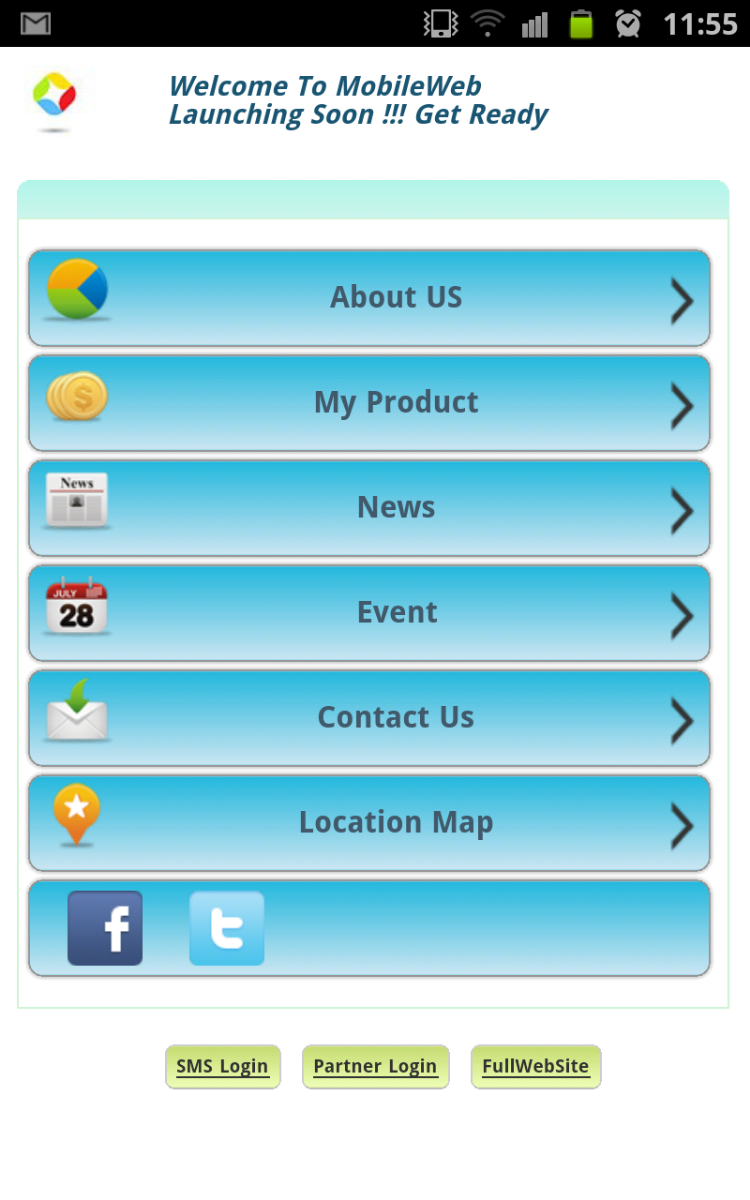 11:55
Welcome To MobileWeb
Launching Soon !!! Get Ready
About US
$
My Product
News
News
JULY
28
Event
Contact Us
Location Map
f
t
SMS Login
Partner Login
FullWebSite